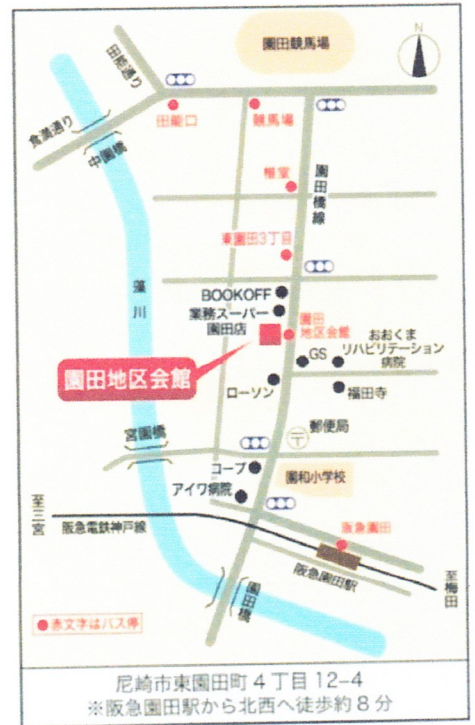 園田競馬場
N
田能通り
食満通り
田能口
競馬場
中園橋
園田橋線
椎堂
東園田3丁目
藻川
BOOKOFF
業務スーパー
園田店
園田
地区会館
おおくま
リハビリテーション
病院
GS
園田地区会館
ローソン
福田寺
宮園橋
郵便局
コープ
アイワ病院
園和小学校
至三宮
阪急電鉄神戸線
阪急園田
阪急園田駅
至梅田
園田橋
●赤文字はバス停
尼崎市東園田町4丁目12-4
※阪急園田駅から北西へ徒歩約8分